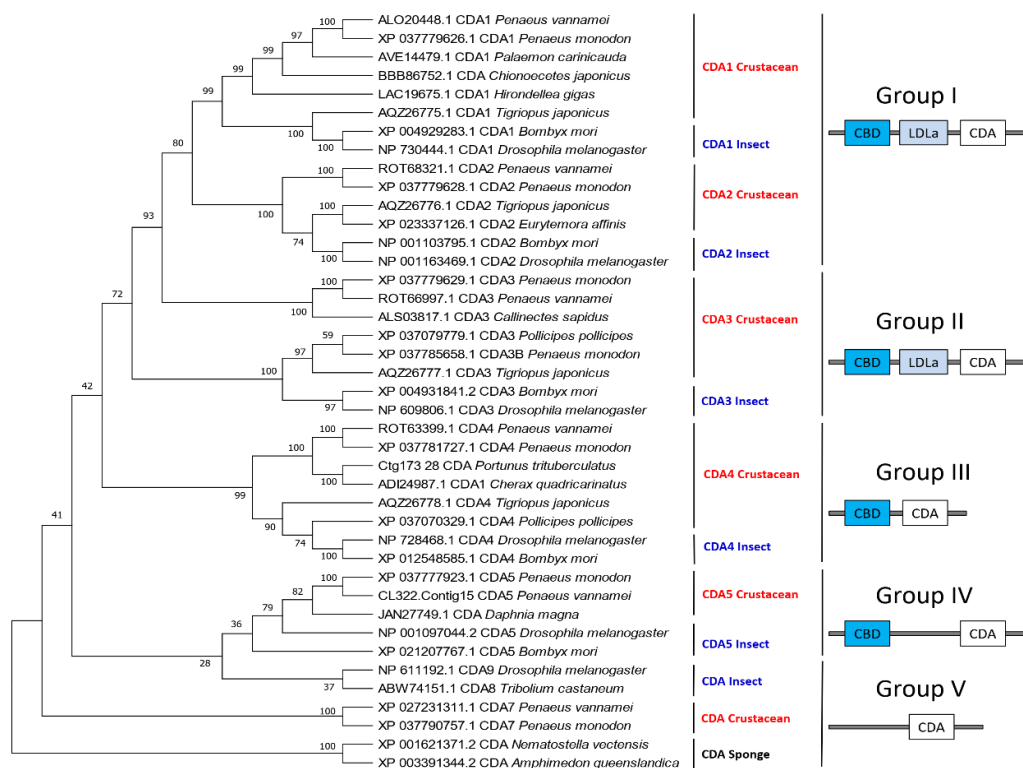 ALO20448.1 CDA1 Penaeus vannamei
XP 037779626.1 CDA1 Penaeus monodon
AVE14479.1 CDA1 Palaemon carinicauda
BBB86752.1 CDA Chionoecetes japonicus
LAC19675.1 CDA1 Hirondellea gigas
AQZ26775.1 CDA1 Tigriopus japonicus
XP 004929283.1 CDA1 Bombyx mori
NP 730444.1 CDA1 Drosophila melanogaster
ROT68321.1 CDA2 Penaeus vannamei
XP 037779628.1 CDA2 Penaeus monodon
AQZ26776.1 CDA2 Tigriopus japonicus
XP 023337126.1 CDA2 Eurytemora affinis
NP 001103795.1 CDA2 Bombyx mori
NP 001163469.1 CDA2 Drosophila melanogaster
XP 037779629.1 CDA3 Penaeus monodon
ROT66997.1 CDA3 Penaeus vannamei
ALS03817.1 CDA3 Callinectes sapidus
XP 037079779.1 CDA3 Pollicipes pollicipes
XP 037785658.1 CDA3B Penaeus monodon
AQZ26777.1 CDA3 Tigriopus japonicus
XP 004931841.2 CDA3 Bombyx mori
NP 609806.1 CDA3 Drosophila melanogaster
ROT63399.1 CDA4 Penaeus vannamei
XP 037781727.1 CDA4 Penaeus monodon
Ctg173 28 CDA Portunus trituberculatus
ADI24987.1 CDA1 Cherax quadricarinatus
AQZ26778.1 CDA4 Tigriopus japonicus
XP 037070329.1 CDA4 Pollicipes pollicipes
NP 728468.1 CDA4 Drosophila melanogaster
XP 012548585.1 CDA4 Bombyx mori
XP 037777923.1 CDA5 Penaeus monodon
CL322.Contig15 CDA5 Penaeus vannamei
JAN27749.1 CDA Daphnia magna
NP 001097044.2 CDA5 Drosophila melanogaster
XP 021207767.1 CDA5 Bombyx mori
NP 611192.1 CDA9 Drosophila melanogaster
ABW74151.1 CDA8 Tribolium castaneum
XP 027231311.1 CDA7 Penaeus vannamei
XP 037790757.1 CDA7 Penaeus monodon
XP 001621371.2 CDA Nematostella vectensis
XP 003391344.2 CDA Amphimedon queenslandica
100
97
99
99
99
100
100
80
100
100
100
74
100
93
100
100
72
59
97
100
97
42
100
100
100
99
90
74
100
41
100
82
79
36
28
37
100
100
CDA1 Crustacean
CDA1 Insect
CDA2 Crustacean
CDA2 Insect
CDA3 Crustacean
CDA3 Insect
CDA4 Crustacean
CDA4 Insect
CDA5 Crustacean
CDA5 Insect
CDA Insect
CDA Crustacean
CDA Sponge
Group I
CBD LDLa CDA
Group II
CBD LDLa CDA
Group III
CBD CDA
Group IV
CBD CDA
Group V
CDA